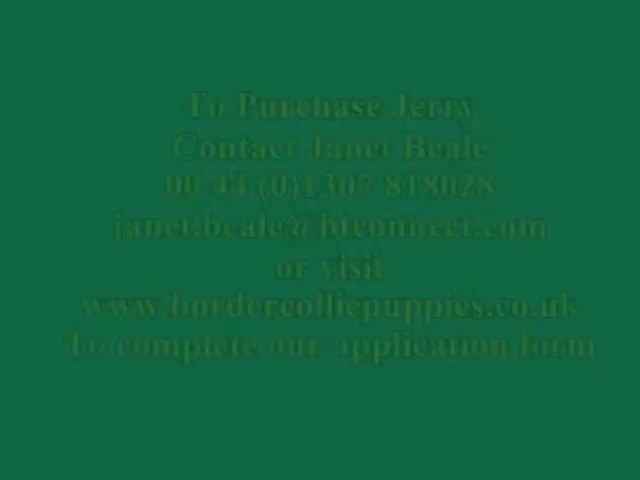 To Purchase Jerry
Contact Janet Beale
00 44 (0)1307 818028
janet.beale@btconnect.com
or visit
www.bordercolliepuppies.co.uk
To complete our application form